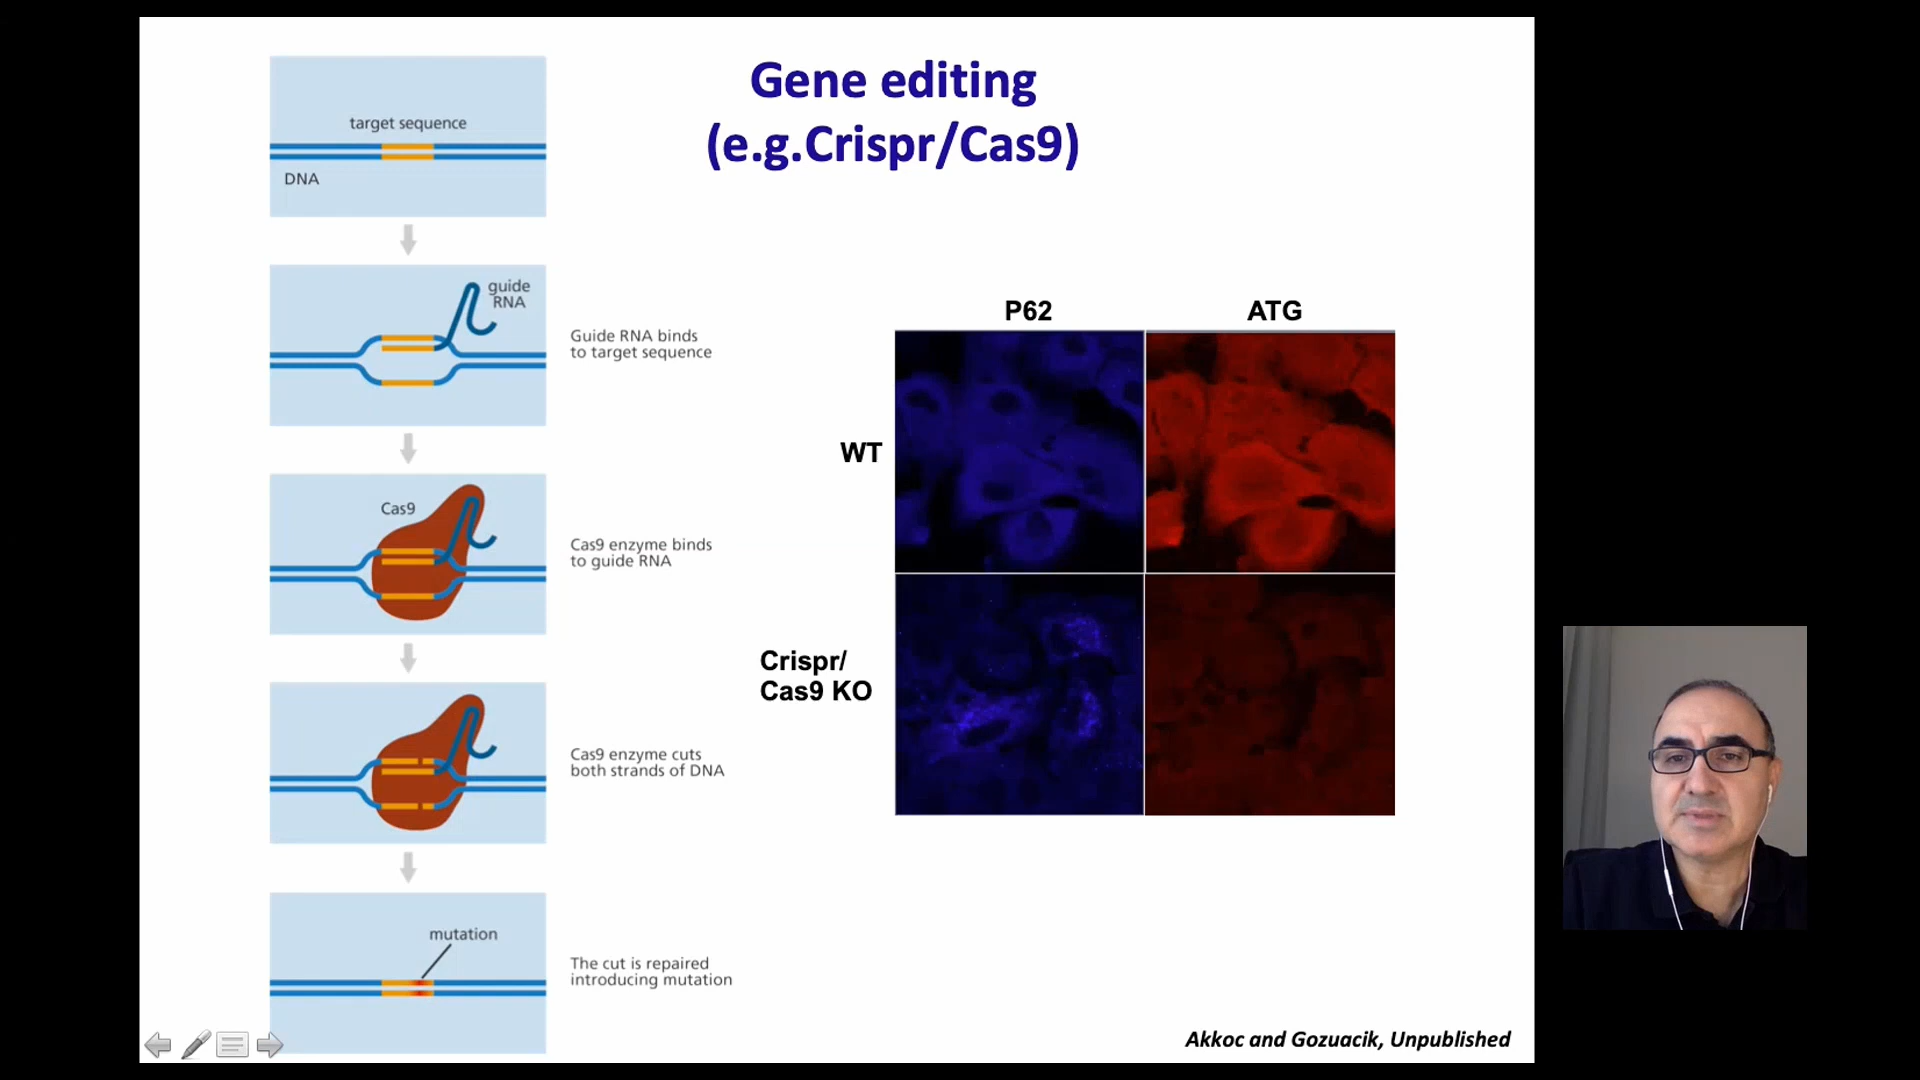 Gene editing
(e.g.Crispr/Cas9)
target sequence
DNA
guide
RNA
Guide RNA binds
to target sequence
Cas9
Cas9 enzyme binds
to guide RNA
Cas9 enzyme cuts
both strands of DNA
mutation
The cut is repaired
introducing mutation
P62
ATG
WT
Crispr/
Cas9 KO
Akkoc and Gozuacik, Unpublished